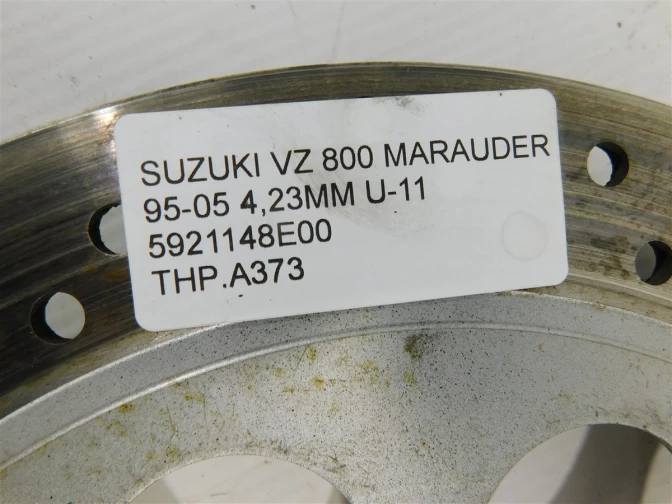 SUZUKI VZ 800 MARAUDER
95-05 4,23MM U-11
5921148E00
THP.A373